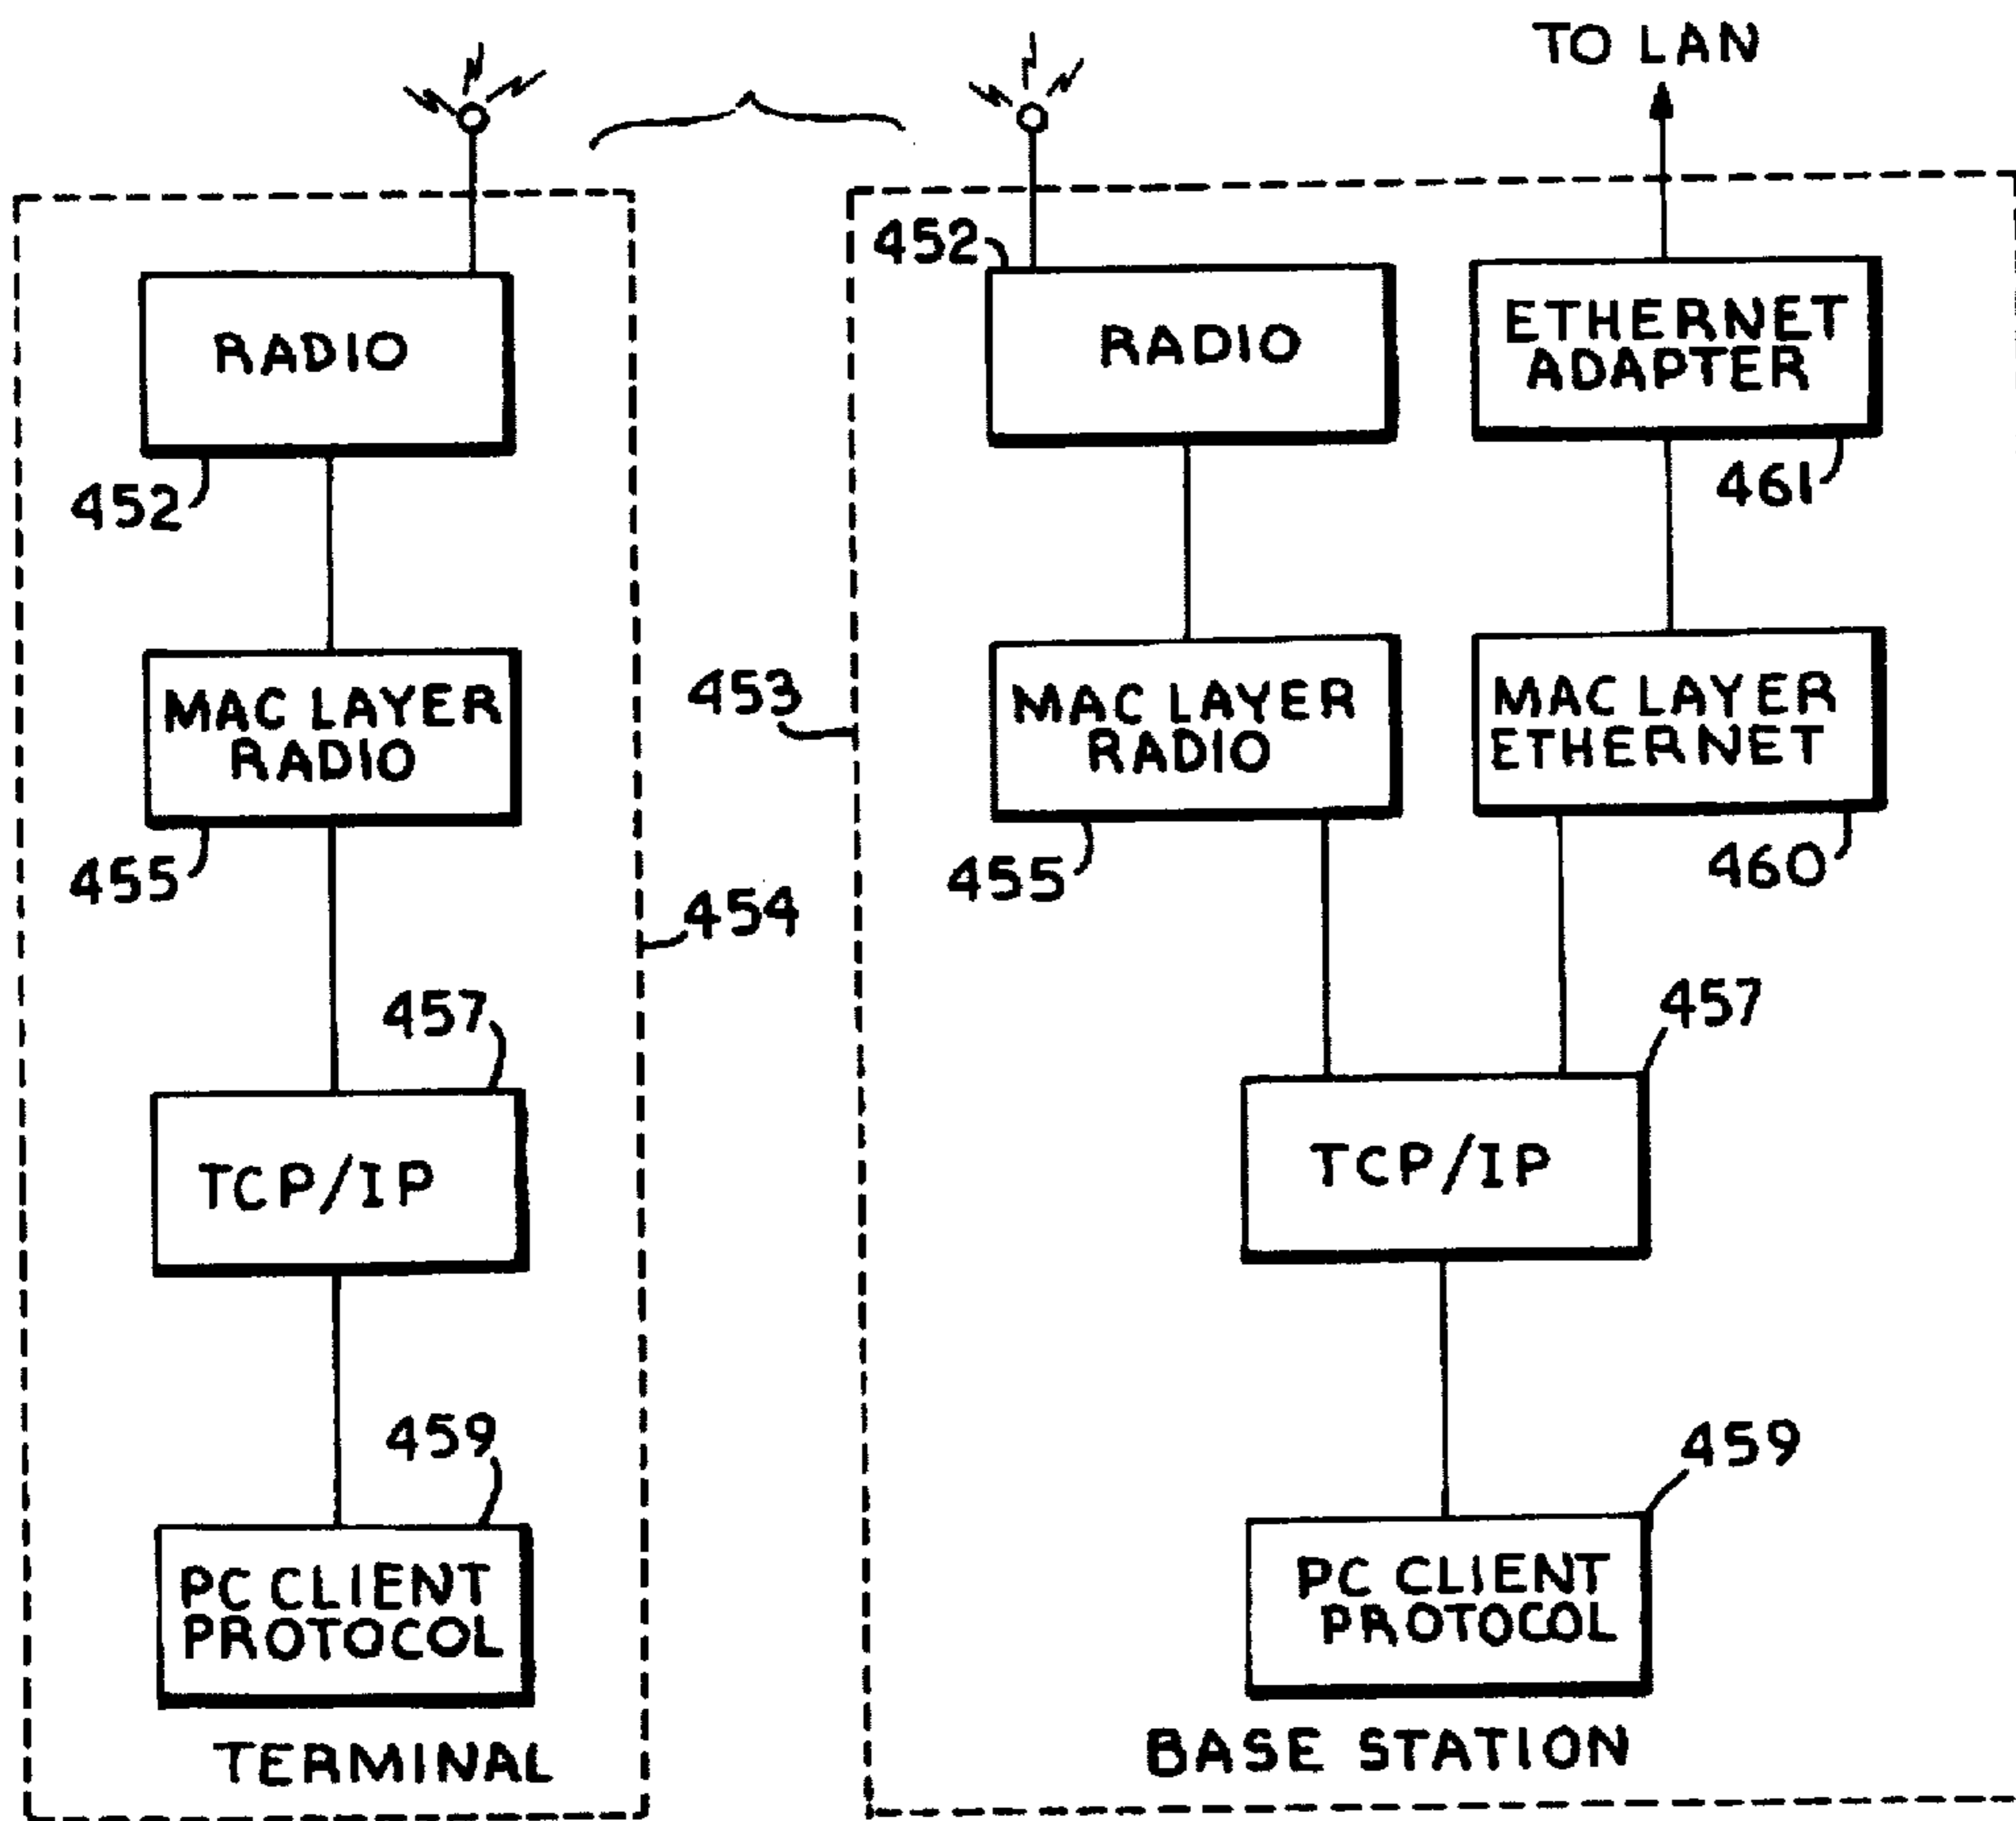 TO LAN
RADIO
452
MAC LAYER
RADIO
455
454
457
TCP/IP
459
PC CLIENT
PROTOCOL
TERMINAL
452
RADIO
ETHERNET
ADAPTER
461
453
MAC LAYER
RADIO
455
MAC LAYER
ETHERNET
460
457
TCP/IP
459
PC CLIENT
PROTOCOL
BASE STATION